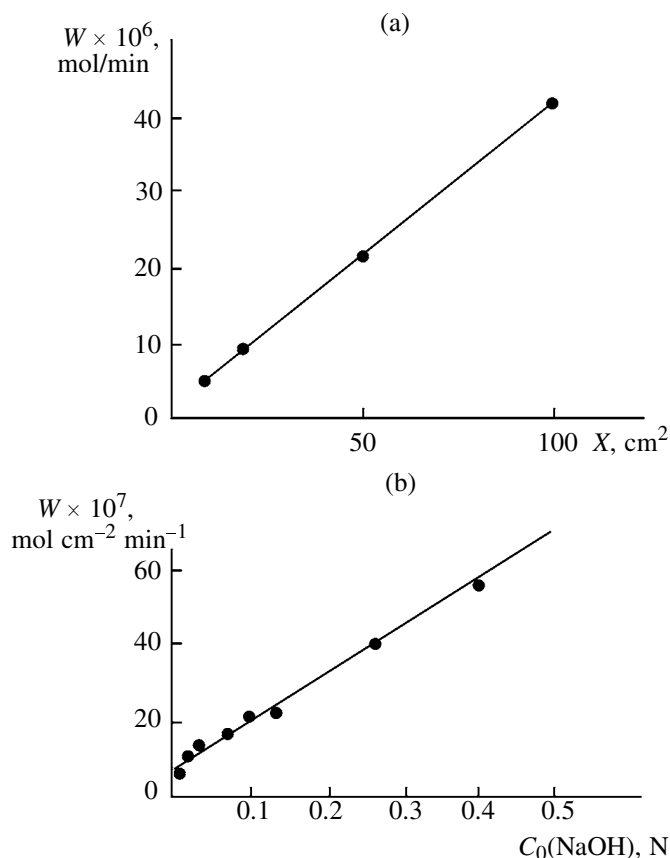 (a)
W × 10⁶,
mol/min
40
30
20
10
0
50
100 X, cm²
(b)
W × 10⁷,
mol cm⁻² min⁻¹
60
40
20
0
0.1 0.2 0.3 0.4 0.5
C₀(NaOH), N